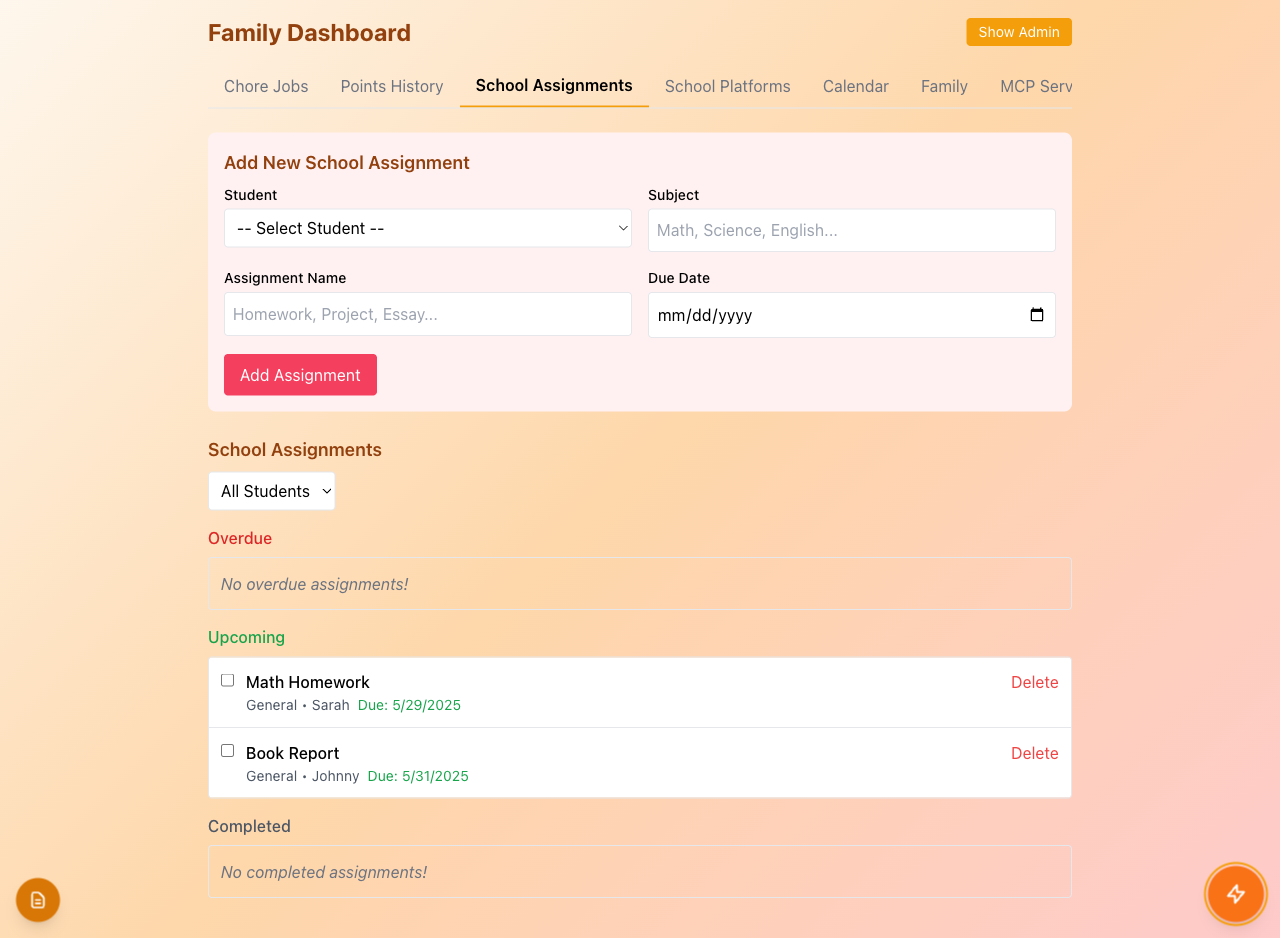 Family Dashboard
Show Admin
Chore Jobs Points History School Assignments School Platforms Calendar Family MCP Serv
Add New School Assignment
Student Subject
-- Select Student -- Math, Science, English...
Assignment Name Due Date
Homework, Project, Essay... mm/dd/yyyy
Add Assignment
School Assignments
All Students
Overdue
No overdue assignments!
Upcoming
Math Homework Delete
General • Sarah Due: 5/29/2025
Book Report Delete
General • Johnny Due: 5/31/2025
Completed
No completed assignments!